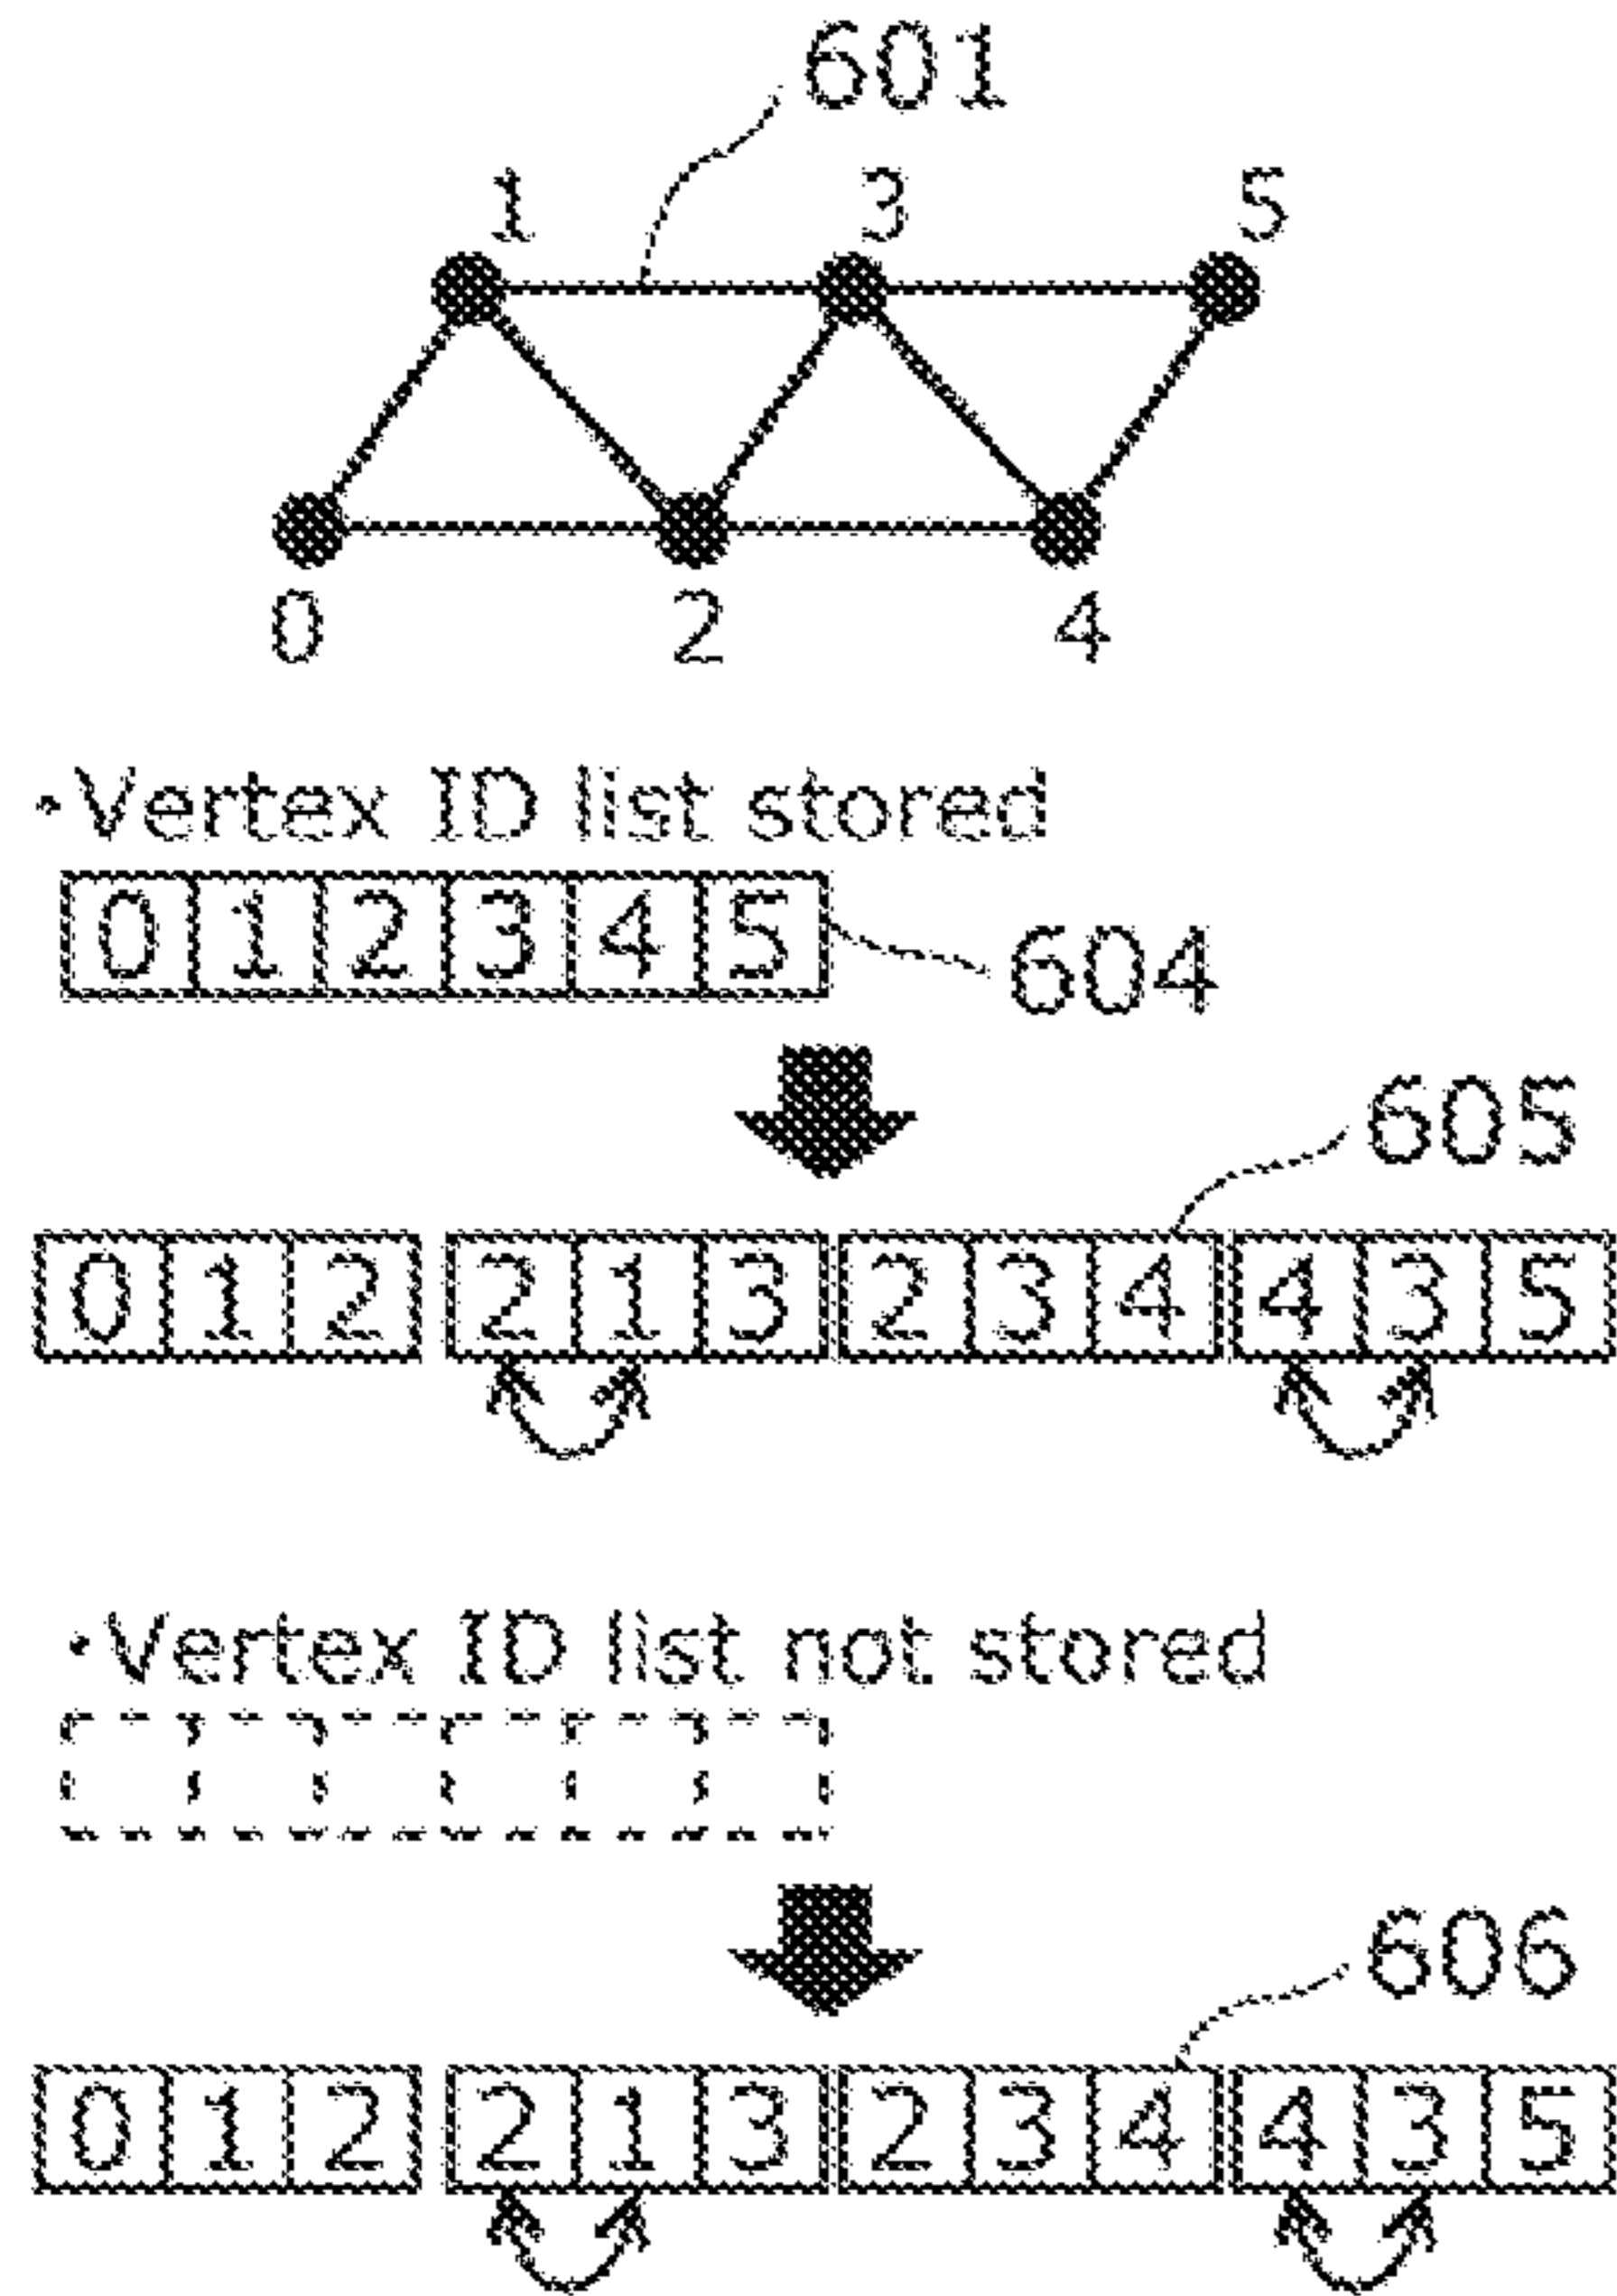 601
1 3 5
0 2 4
·Vertex ID list stored
0 1 2 3 4 5
604
605
0 1 2 2 1 3 2 3 4 4 3 5
·Vertex ID list not stored
606
0 1 2 2 1 3 2 3 4 4 3 5